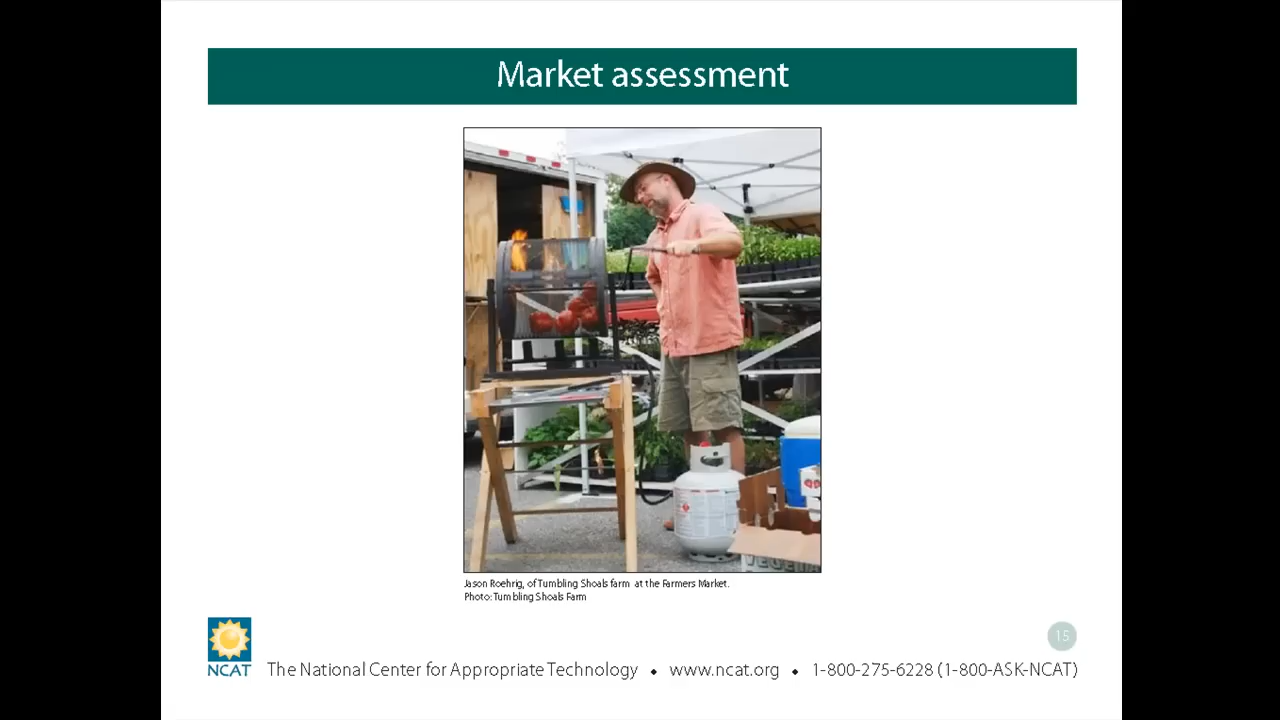 Market assessment
VEGETA
Jason Roehrig, of Tumbling Shoals farm at the Farmers Market.
Photo: Tumbling Shoals Farm
15
NCAT
The National Center for Appropriate Technology • www.ncat.org • 1-800-275-6228 (1-800-ASK-NCAT)